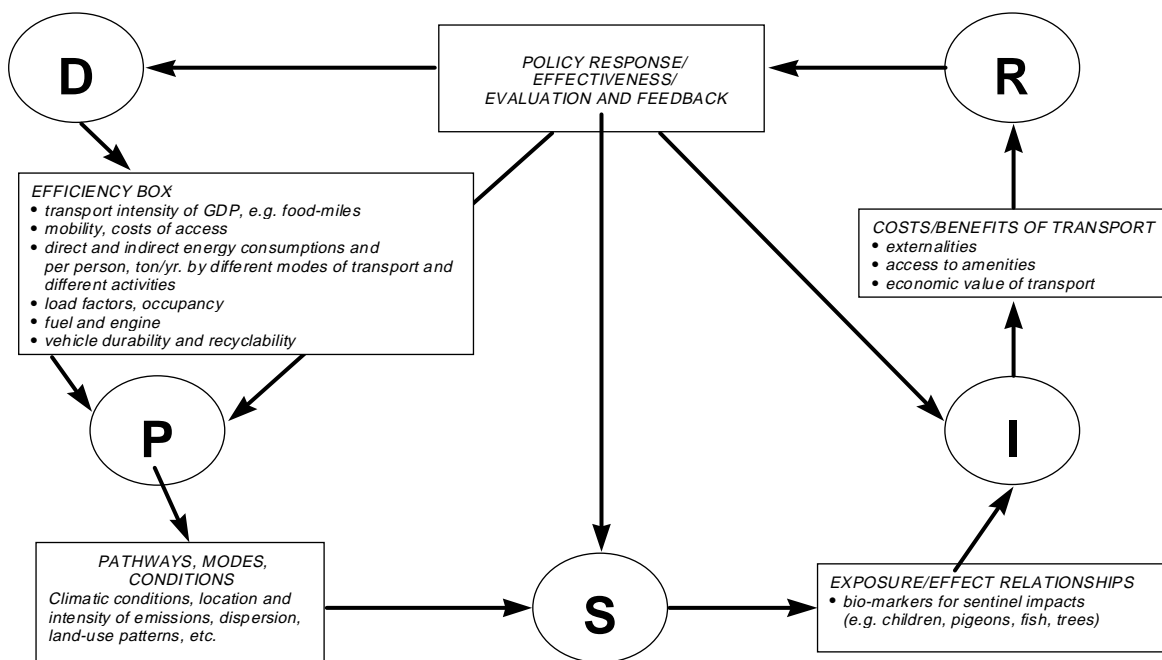 D
POLICY RESPONSE/
EFFECTIVENESS/
EVALUATION AND FEEDBACK
R
EFFICIENCY BOX
• transport intensity of GDP, e.g. food-miles
• mobility, costs of access
• direct and indirect energy consumptions and
per person, ton/yr. by different modes of transport and
different activities
• load factors, occupancy
• fuel and engine
• vehicle durability and recyclability
COSTS/BENEFITS OF TRANSPORT
• externalities
• access to amenities
• economic value of transport
P
I
PATHWAYS, MODES,
CONDITIONS
Climatic conditions, location and
intensity of emissions, dispersion,
land-use patterns, etc.
S
EXPOSURE/EFFECT RELATIONSHIPS
• bio-markers for sentinel impacts
(e.g. children, pigeons, fish, trees)